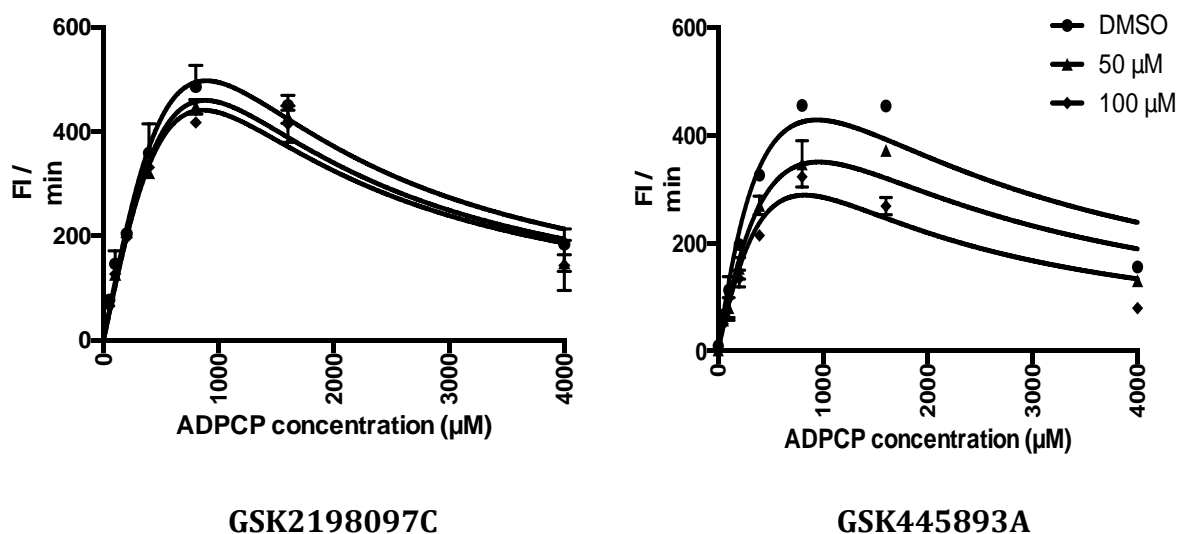 600
400
200
0
FI /
min
0
1000
2000
3000
4000
ADPCP concentration (µM)
GSK2198097C
600
400
200
0
FI /
min
0
1000
2000
3000
4000
ADPCP concentration (µM)
DMSO
50 µM
100 µM
GSK445893A